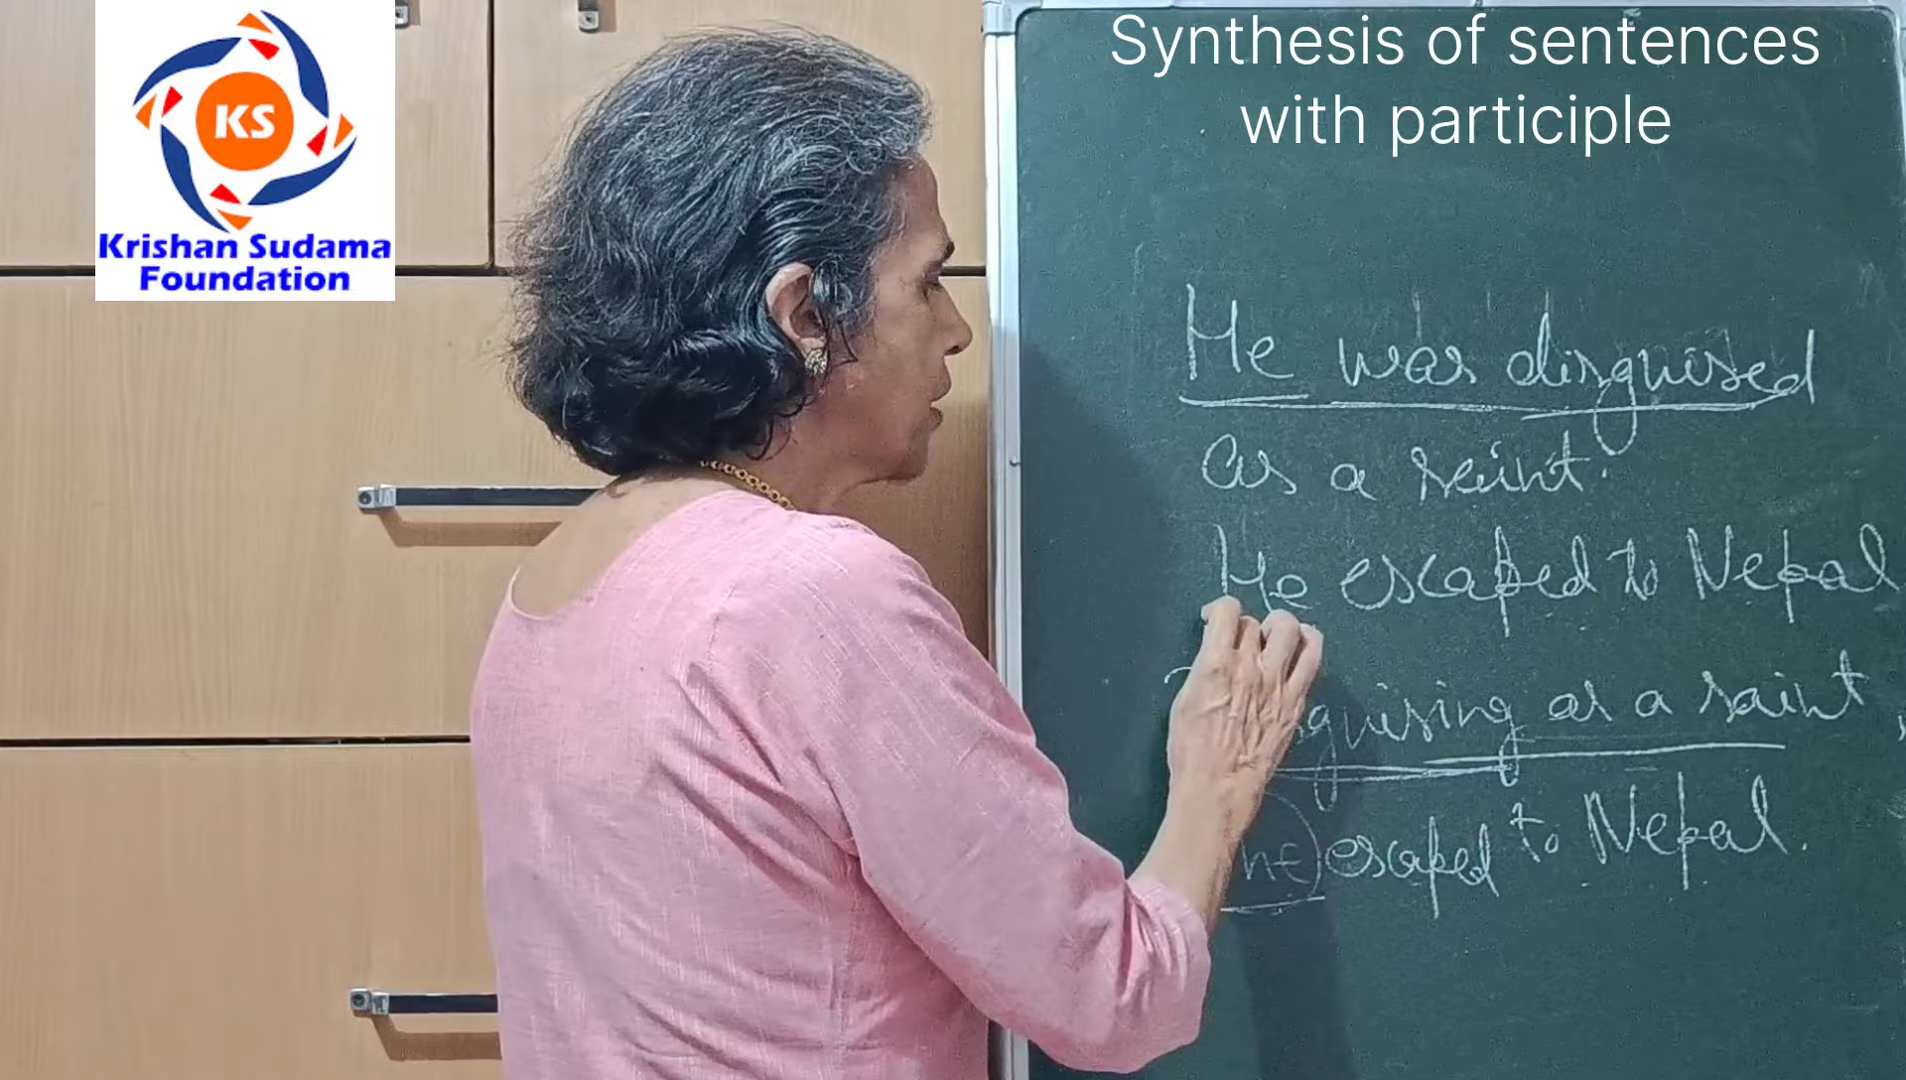 KS
Krishan Sudama
Foundation
Synthesis of sentences
with participle
He was disguised
as a saint.
He escaped to Nepal
as a saint,
he escaped to Nepal.